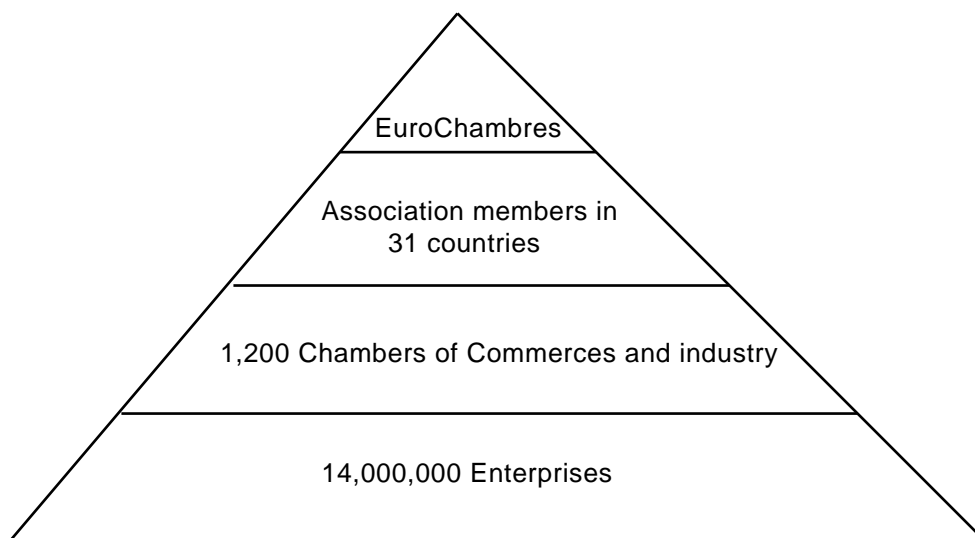 EuroChambres
Association members in
31 countries
1,200 Chambers of Commerces and industry
14,000,000 Enterprises